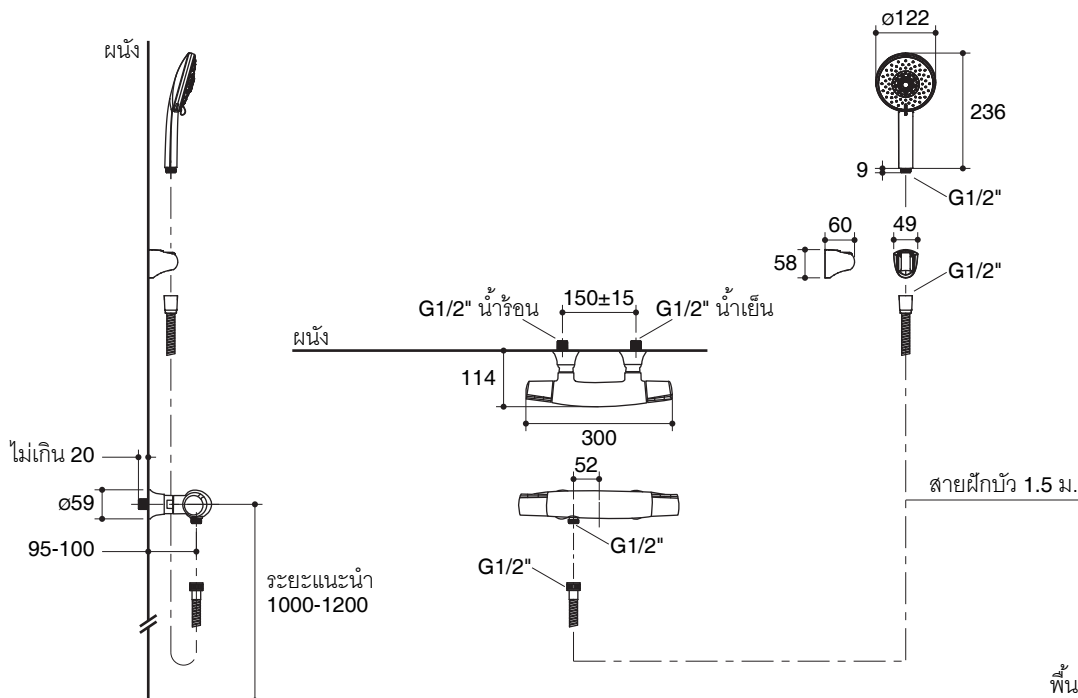 ผนัง
ø122
236
9
G1/2"
60
49
58
G1/2"
G1/2" น้ำร้อน
150±15
G1/2" น้ำเย็น
ผนัง
114
300
ไม่เกิน 20
ø59
95-100
52
สายฝักบัว 1.5 ม.
G1/2"
G1/2"
ระยะแนะนำ
1000-1200
พื้น